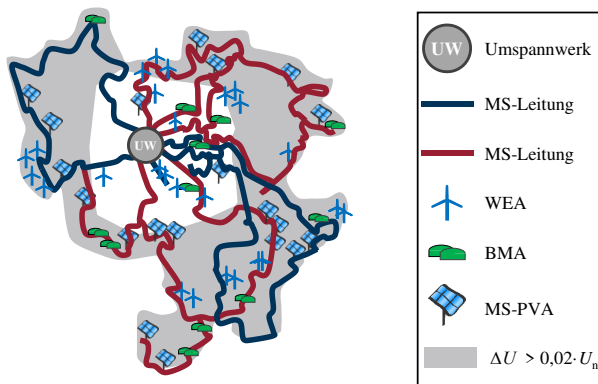 UW
UW Umspannwerk
MS-Leitung
MS-Leitung
WEA
BMA
MS-PVA
ΔU > 0,02·Uₙ